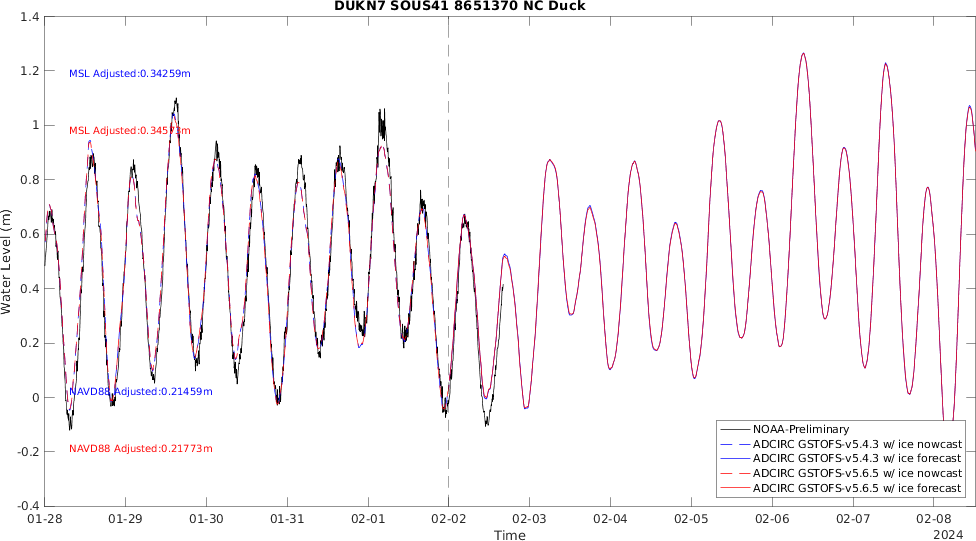 DUKN7 SOUS41 8651370 NC Duck
1.4
1.2
1
0.8
0.6
0.4
0.2
0
-0.2
-0.4
Water Level (m)
MSL Adjusted:0.34259m
MSL Adjusted:0.34573m
NAVD88 Adjusted:0.21459m
NAVD88 Adjusted:0.21773m
NOAA-Preliminary
ADCIRC GSTOFS-v5.4.3 w/ ice nowcast
ADCIRC GSTOFS-v5.4.3 w/ ice forecast
ADCIRC GSTOFS-v5.6.5 w/ ice nowcast
ADCIRC GSTOFS-v5.6.5 w/ ice forecast
01-28 01-29 01-30 01-31 02-01 02-02 02-03 02-04 02-05 02-06 02-07 02-08
Time
2024